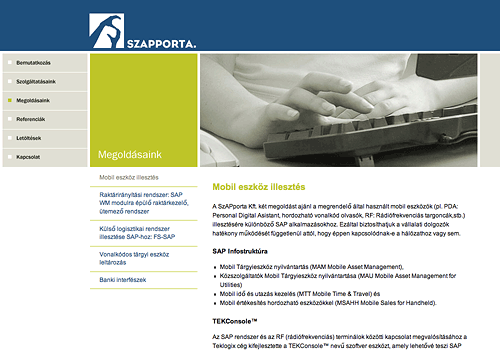 SZAPPORTA.
Bemutatkozás
Szolgáltatásaink
Megoldásaink
Referenciák
Letöltések
Kapcsolat
Megoldásaink
Mobil eszköz illesztés
Raktárirányítási rendszer: SAP
WM modulra épülő raktárkezelő,
ütemező rendszer
Külső logisztikai rendszer
illesztése SAP-hoz: FS-SAP
Vonalkódos tárgyi eszköz
leltározás
Banki interfészek
Mobil eszköz illesztés
A SzAPporta Kft. két megoldást ajánl a megrendelő által használt mobil eszközök (pl. PDA:
Personal Digital Asistant, hordozható vonalkód olvasók, RF: Rádiófrekvenciás targoncák,stb.)
illesztésére különböző SAP alkalmazásokhoz. Ezáltal biztosíthatjuk a vállalati dolgozók
hatékony működését függetlenül attól, hogy éppen kapcsolódnak-e a hálózathoz vagy sem.
SAP Infostruktúra
Mobil Tárgyieszköz nyilvántartás (MAM Mobile Asset Management),
Közszolgáltatók Mobil Tárgyieszköz nyilvántartása (MAU Mobile Asset Management for
Utilities)
Mobil idő és utazás kezelés (MTT Mobile Time & Travel) és
Mobil értékesítés hordozható eszközökkel (MSAHH Mobile Sales for Handheld).
TEKConsole™
Az SAP rendszer és az RF (rádiófrekvenciás) terminálok közötti kapcsolat megvalósításához a
Teklogix cég kifejlesztette a TEKConsole™ nevű szoftver eszközt, amely lehetővé teszi SAP